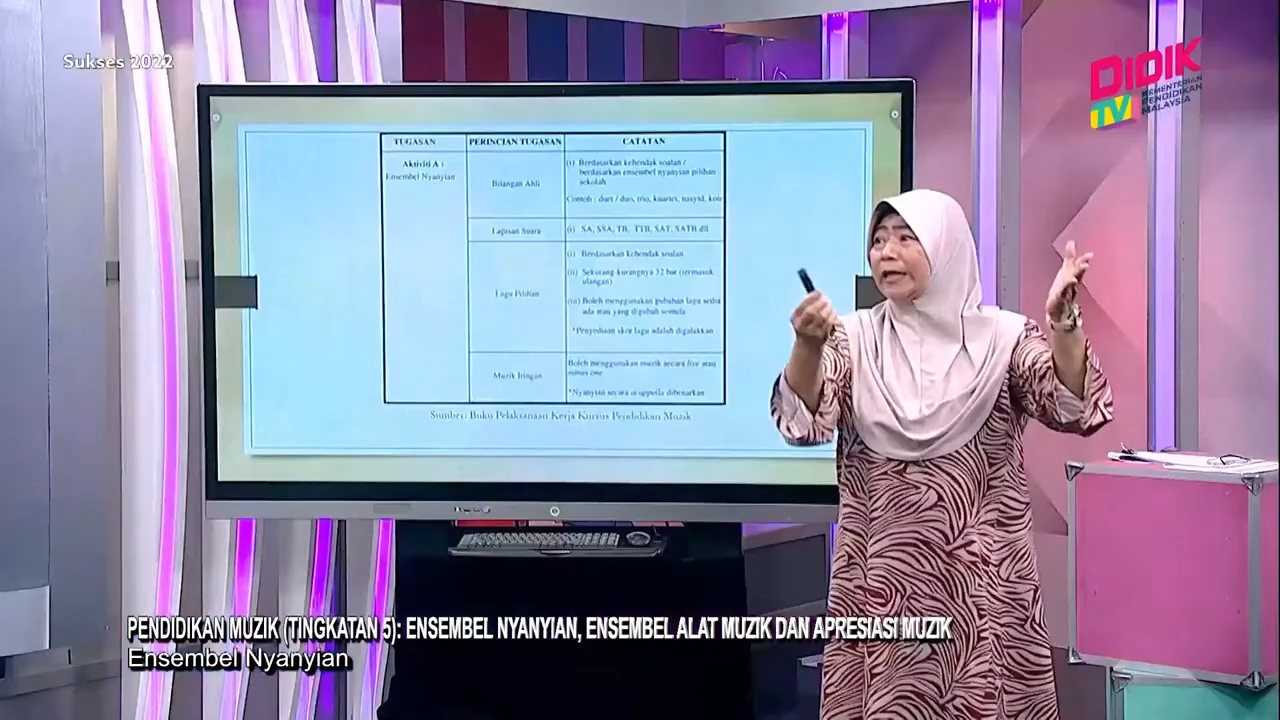 Sukses 2022
DIDIK
TV
KEMENTERIAN
PENDIDIKAN
MALAYSIA
TUGASAN
PERINCIAN TUGASAN
CATATAN
Aktiviti A :
Ensembel Nyanyian
Bilangan Ahli
(i) Berdasarkan kehendak soalan /
berdasarkan ensembel nyanyian pilihan
sekolah
Contoh : duet / duo, trio, kuartet, nasyid, koir
Lapisan Suara
(i) SA, SSA, TB, TTB, SAT, SATB dll
Lagu Pilihan
(i) Berdasarkan kehendak soalan
(ii) Sekurang-kurangnya 32 bar (termasuk
ulangan)
(iii) Boleh menggunakan gubahan lagu sedia
ada atau yang digubah semula
*Penyediaan skor lagu adalah digalakkan
Muzik Iringan
Boleh menggunakan muzik secara live atau
minus one
*Nyanyian secara acappella dibenarkan
Sumber: Buku Pelaksanaan Kerja Kursus Pendidikan Muzik
PENDIDIKAN MUZIK (TINGKATAN 5): ENSEMBEL NYANYIAN, ENSEMBEL ALAT MUZIK DAN APRESIASI MUZIK
Ensembel Nyanyian